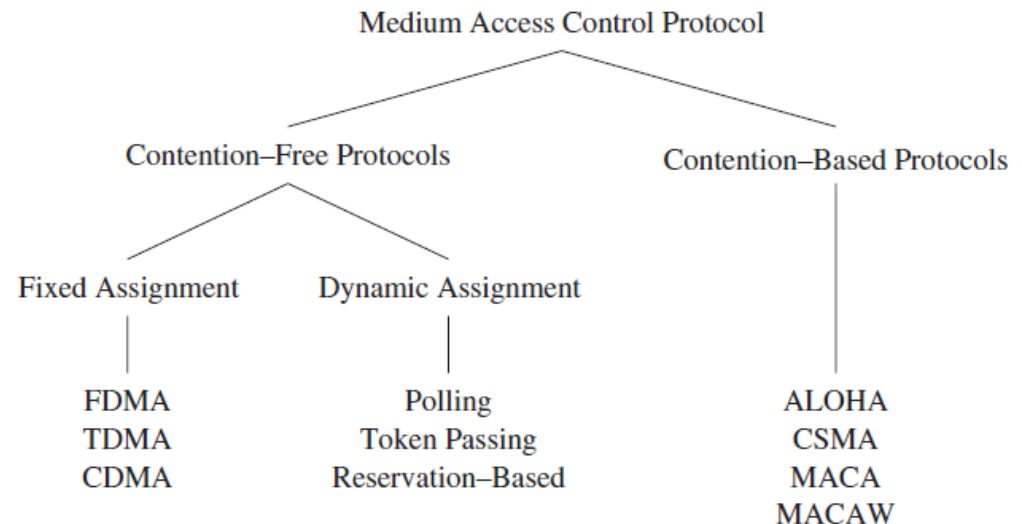 Medium Access Control Protocol
Contention–Free Protocols
Contention–Based Protocols
Fixed Assignment
Dynamic Assignment
FDMA
TDMA
CDMA
Polling
Token Passing
Reservation–Based
ALOHA
CSMA
MACA
MACAW